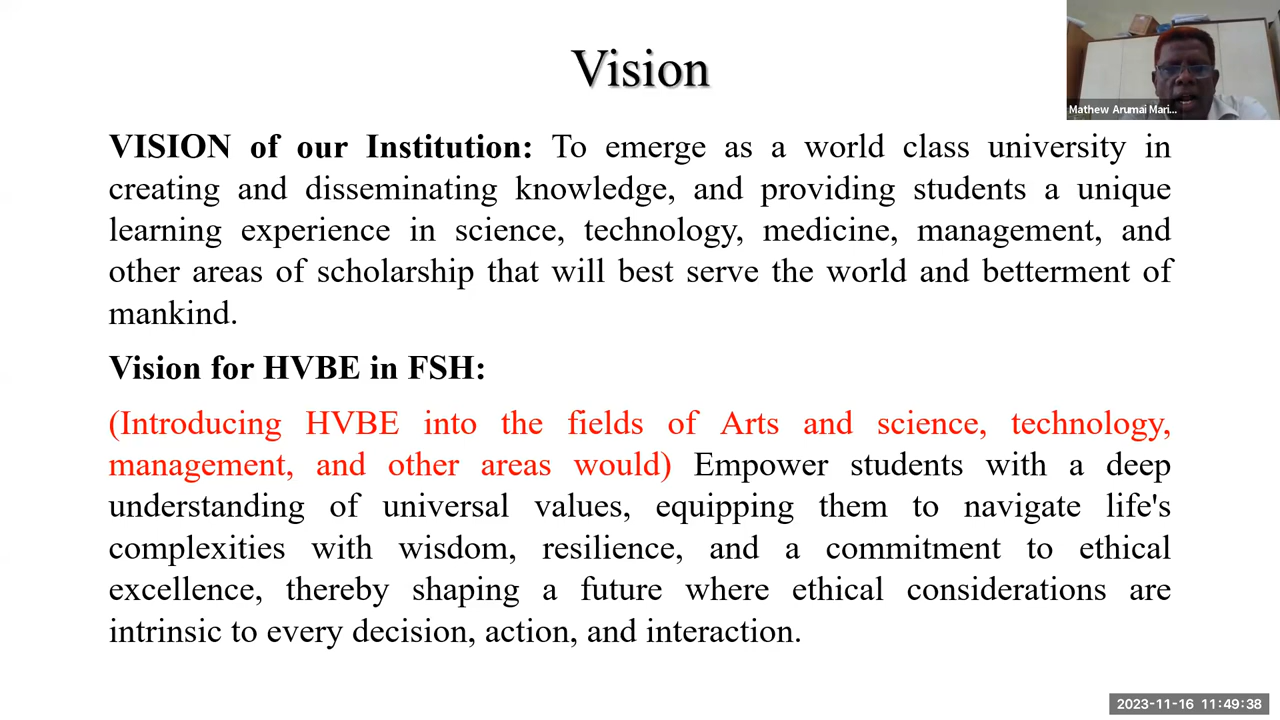 Vision
Mathew Arumai Mari...
VISION of our Institution: To emerge as a world class university in
creating and disseminating knowledge, and providing students a unique
learning experience in science, technology, medicine, management, and
other areas of scholarship that will best serve the world and betterment of
mankind.
Vision for HVBE in FSH:
(Introducing HVBE into the fields of Arts and science, technology,
management, and other areas would) Empower students with a deep
understanding of universal values, equipping them to navigate life's
complexities with wisdom, resilience, and a commitment to ethical
excellence, thereby shaping a future where ethical considerations are
intrinsic to every decision, action, and interaction.
2023-11-16 11:49:38